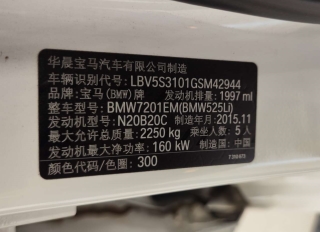 华晨宝马汽车有限公司制造
车辆识别代号: LBV5S3101GSM42944
品牌: 宝马(BMW)牌 发动机排量: 1997 ml
整车型号: BMW7201EM(BMW525Li)
发动机型号: N20B20C 制造年月: 2015.11
最大允许总质量: 2250 kg 乘坐人数: 5 人
发动机最大净功率: 160 kW 制造国: 中国
颜色代码/色圈: 300